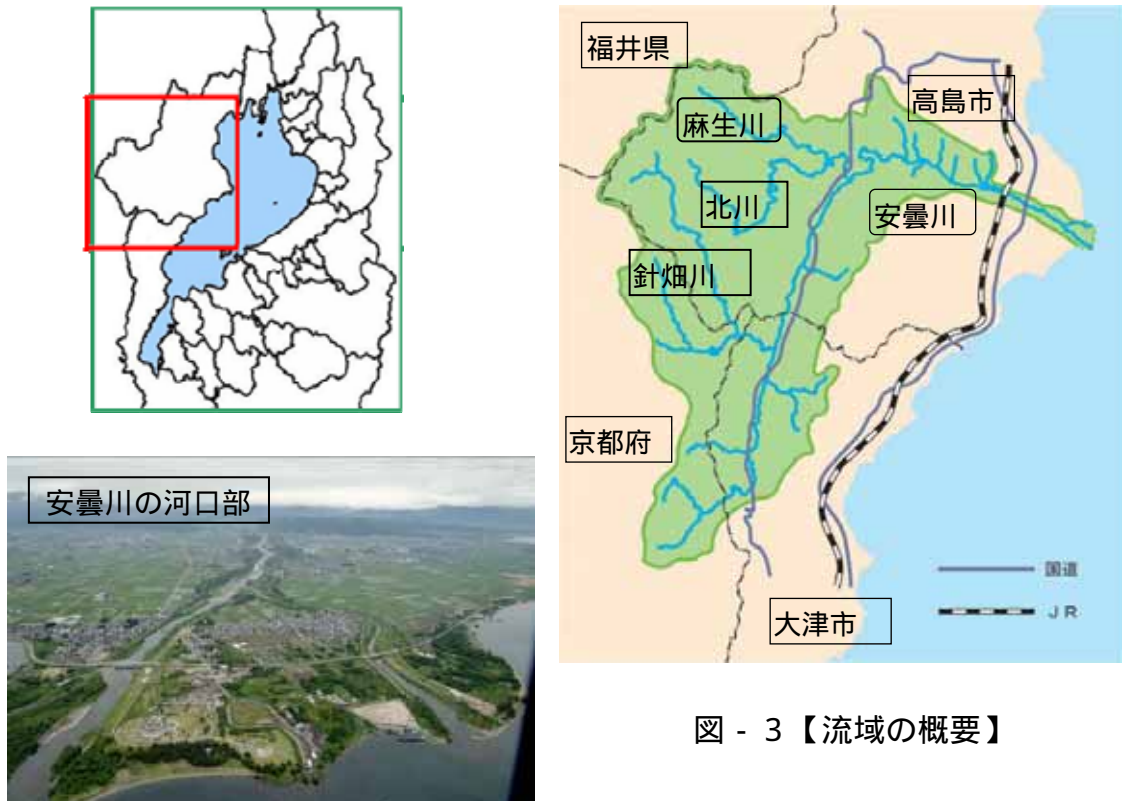 福井県
高島市
麻生川
北川
安曇川
針畑川
京都府
国道
JR
大津市
安曇川の河口部
図 - 3【流域の概要】